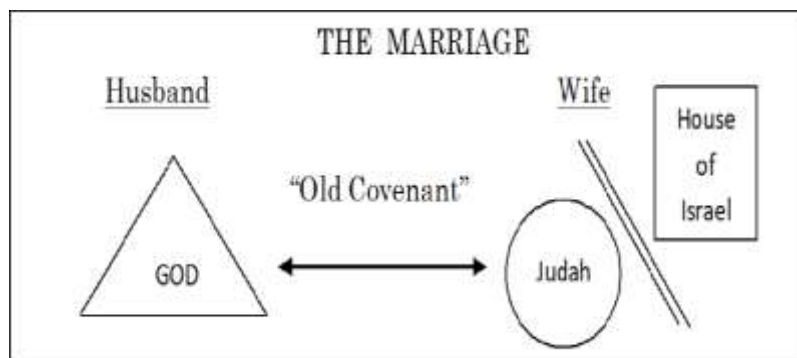 THE MARRIAGE
Husband
Wife
House
of
Israel
“Old Covenant”
GOD
Judah